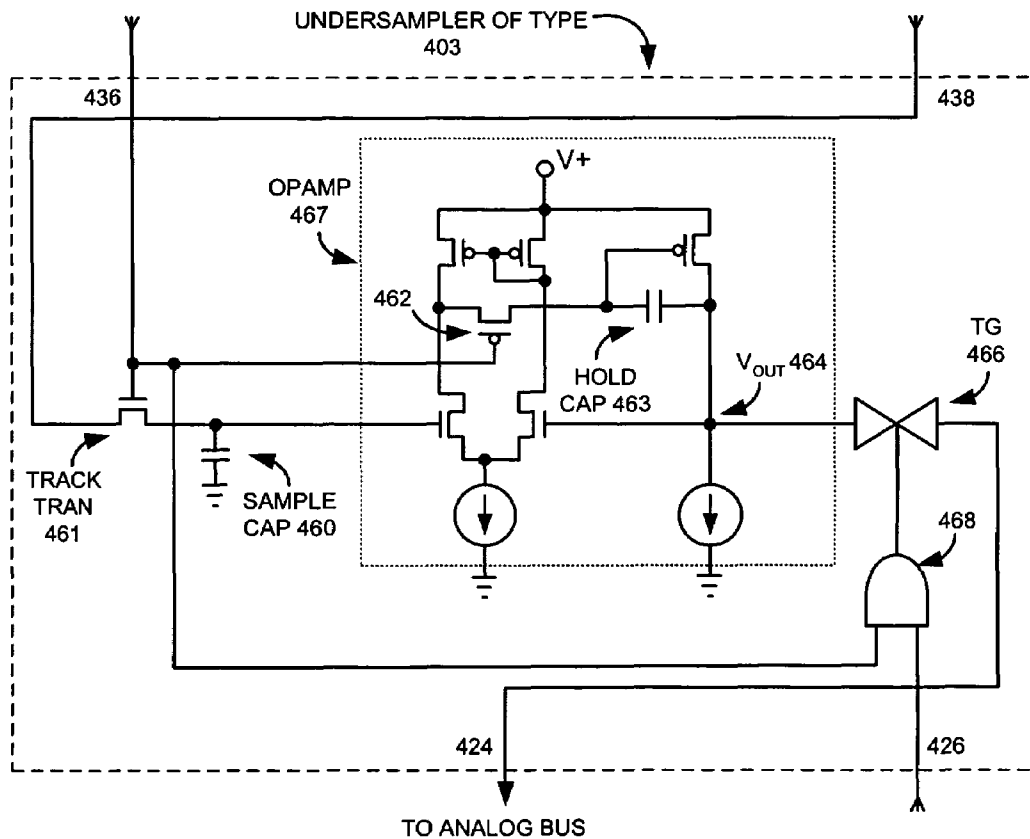 UNDERSAMPLER OF TYPE
403
436
438
V+
OPAMP
467
462
TG
466
HOLD
CAP 463
VOUT 464
TRACK
TRAN
461
SAMPLE
CAP 460
468
424
426
TO ANALOG BUS